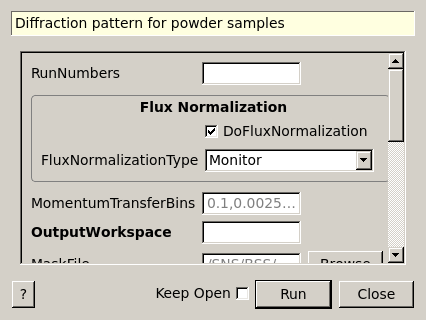 Diffraction pattern for powder samples
RunNumbers
Flux Normalization
DoFluxNormalization
FluxNormalizationType Monitor
MomentumTransferBins 0.1,0.0025...
OutputWorkspace
MaskFile /SNS/BSS/... Browse
? Keep Open Run Close